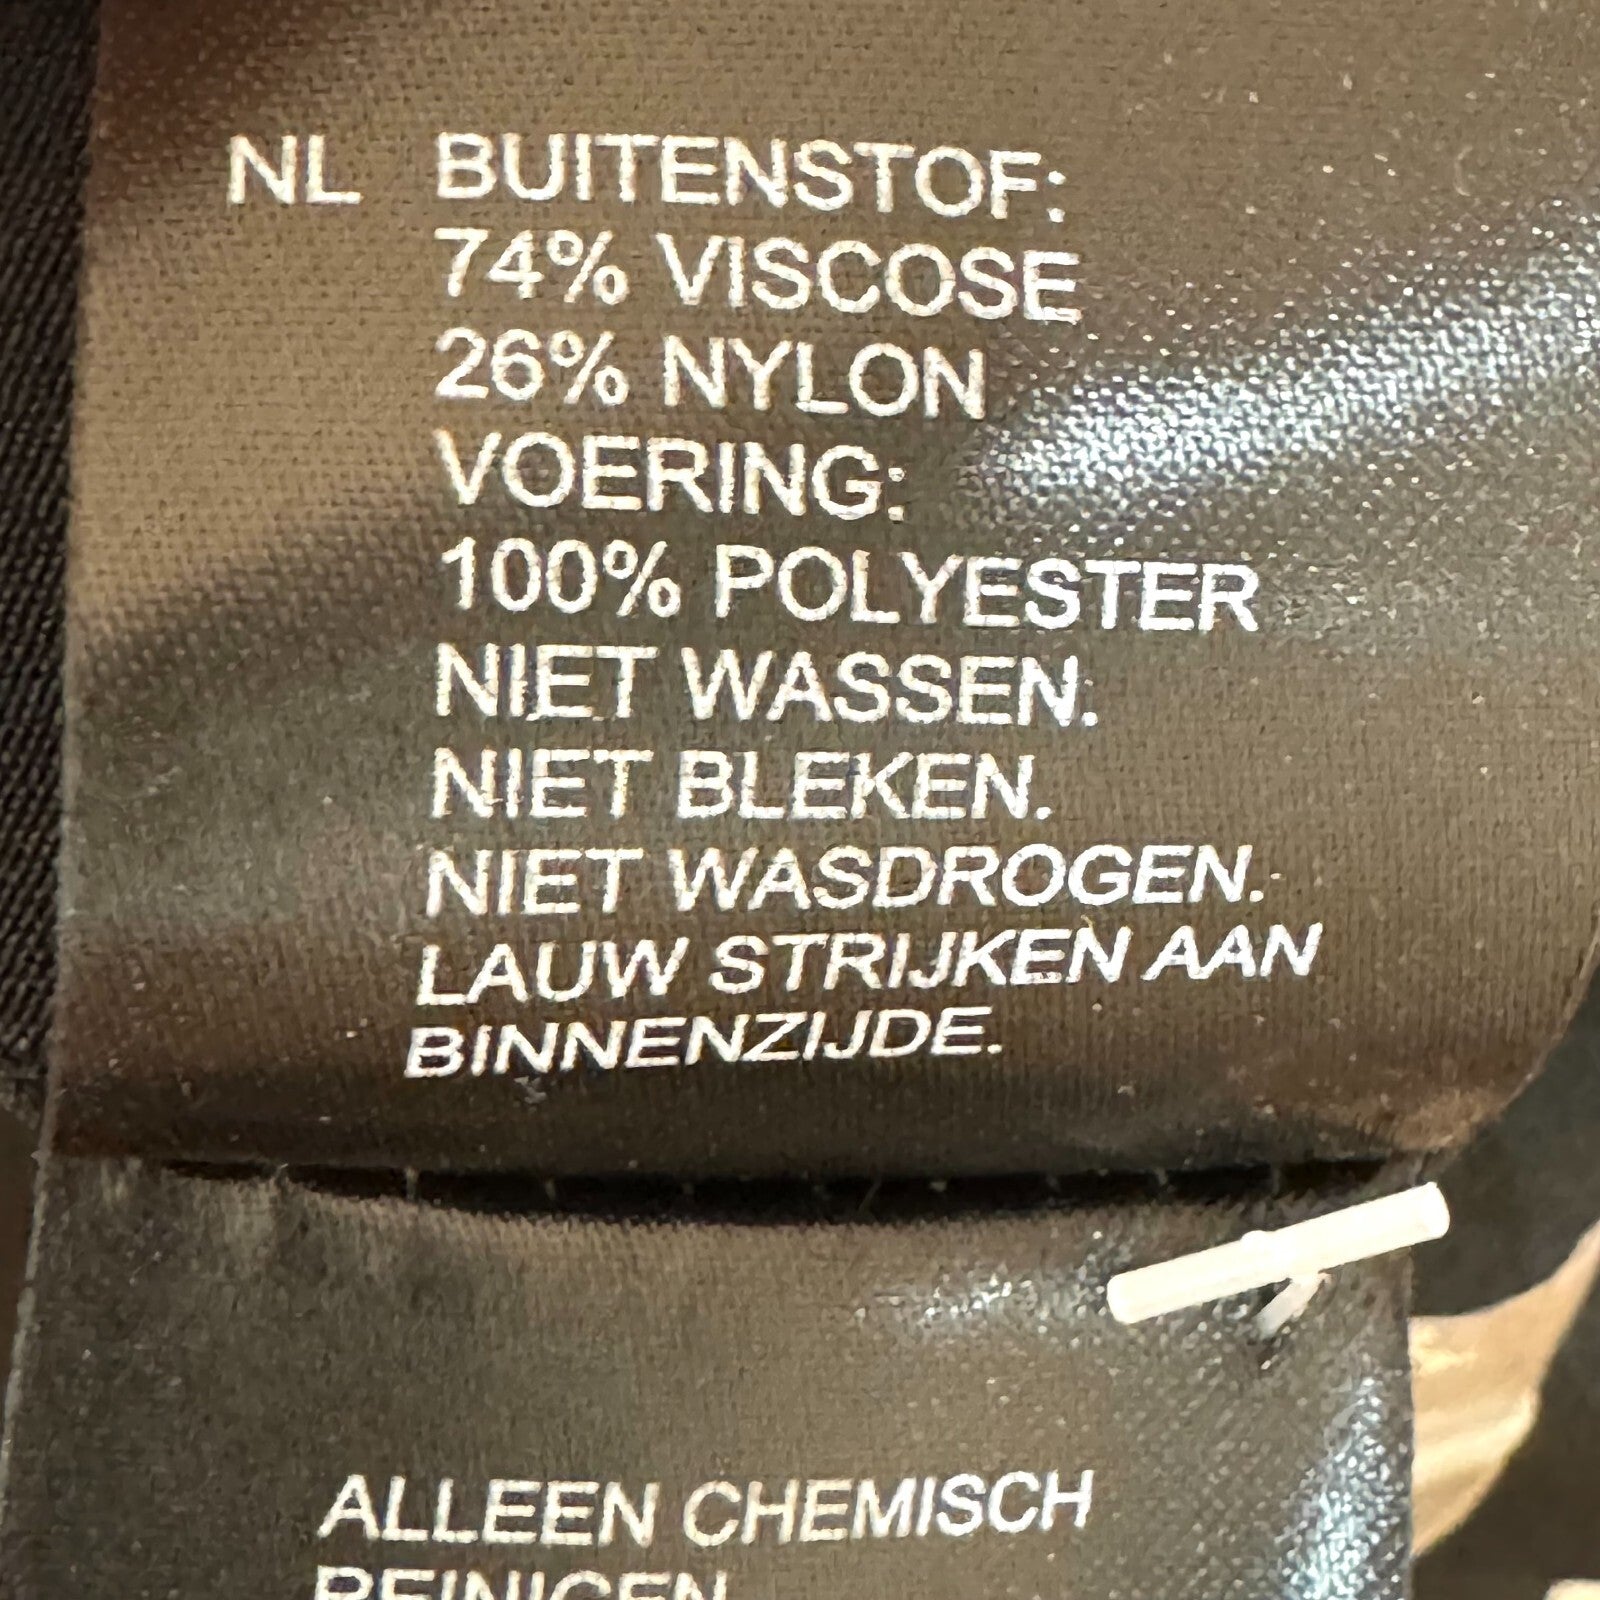 NL BUITENSTOF:
74% VISCOSE
26% NYLON
VOERING:
100% POLYESTER
NIET WASSEN.
NIET BLEKEN.
NIET WASDROGEN.
LAUW STRIJKEN AAN
BINNENZIJDE.
ALLEEN CHEMISCH
REINIGEN